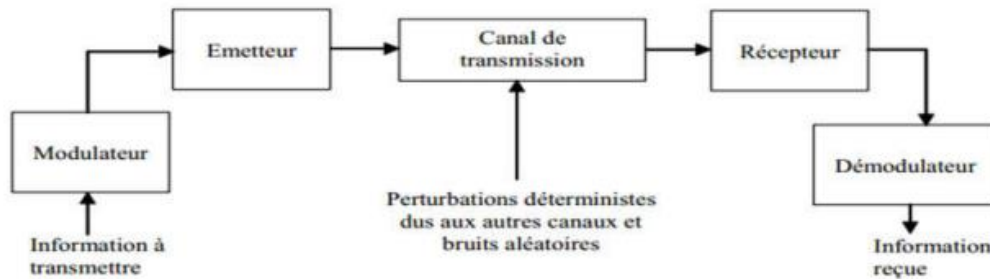 Information à
transmettre
Modulateur
Emetteur
Canal de
transmission
Perturbations déterministes
dus aux autres canaux et
bruits aléatoires
Récepteur
Démodulateur
Information
reçue